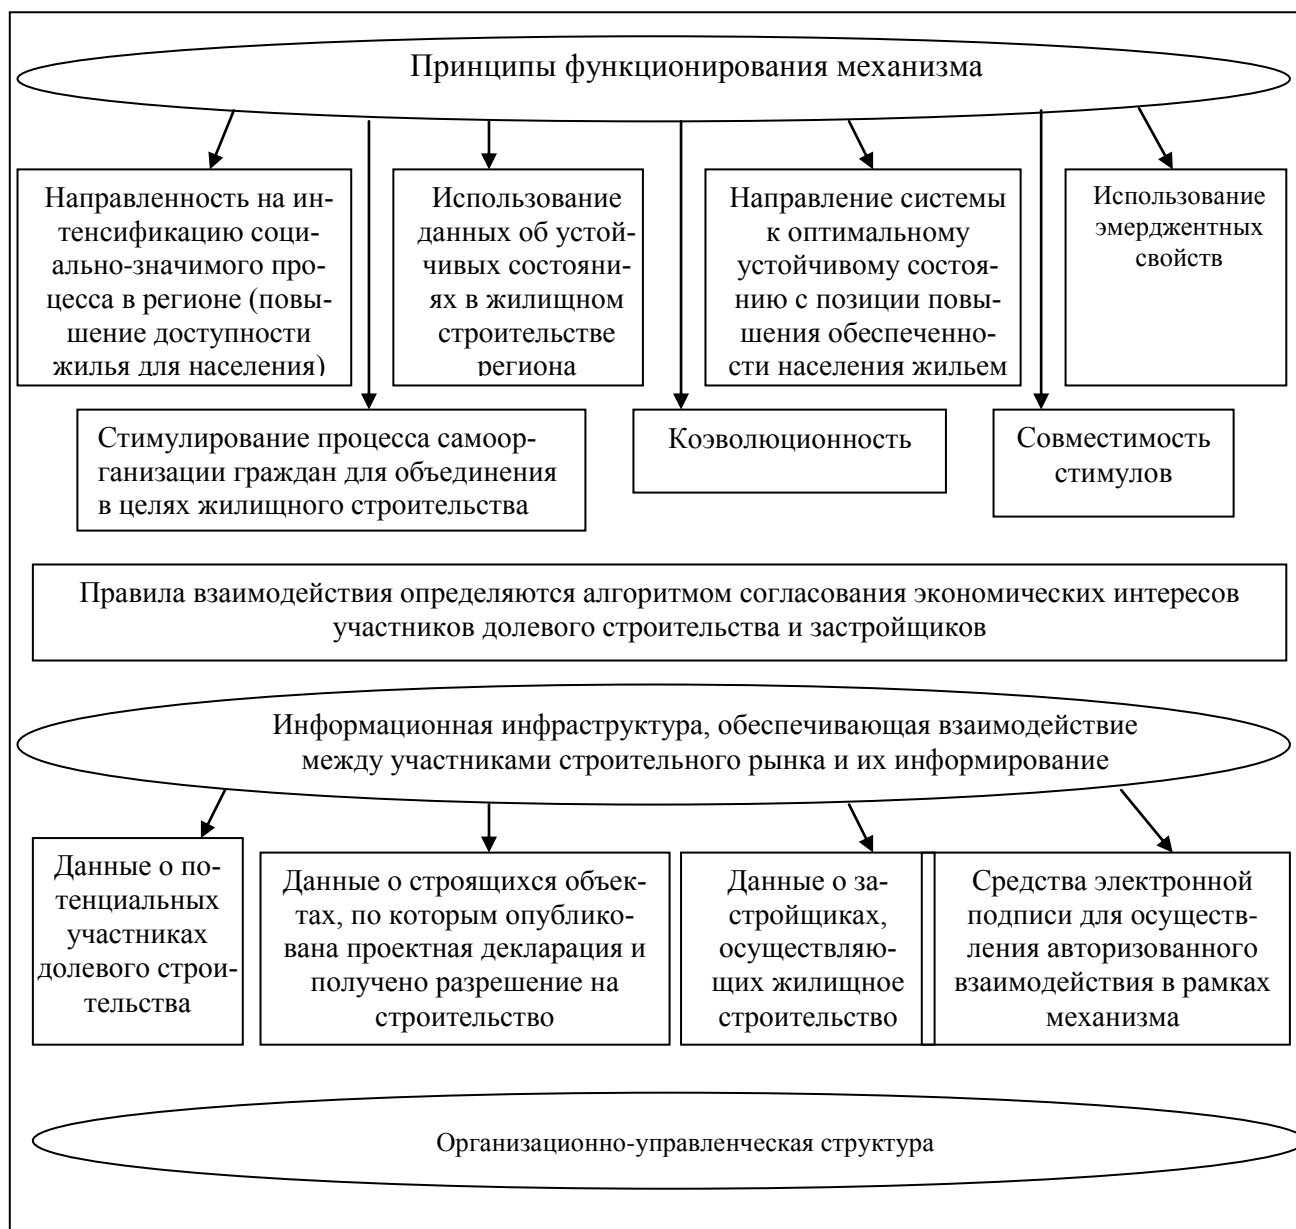 Принципы функционирования механизма
Направленность на ин-
тенсификацию соци-
ально-значимого про-
цесса в регионе (повы-
шение доступности
жилья для населения)
Использование
данных об устой-
чивых состояни-
ях в жилищном
строительстве
региона
Направление системы
к оптимальному
устойчивому состоя-
нию с позиции повы-
шения обеспеченно-
сти населения жильем
Использование
эмерджентных
свойств
Стимулирование процесса самоор-
ганизации граждан для объединения
в целях жилищного строительства
Коэволюционность
Совместимость
стимулов
Правила взаимодействия определяются алгоритмом согласования экономических интересов
участников долевого строительства и застройщиков
Информационная инфраструктура, обеспечивающая взаимодействие
между участниками строительного рынка и их информирование
Данные о по-
тенциальных
участниках
долевого строи-
тельства
Данные о строящихся объек-
тах, по которым опублико-
вана проектная декларация и
получено разрешение на
строительство
Данные о за-
стройщиках,
осуществляю-
щих жилищное
строительство
Средства электронной
подписи для осуществ-
ления авторизованного
взаимодействия в рамках
механизма
Организационно-управленческая структура